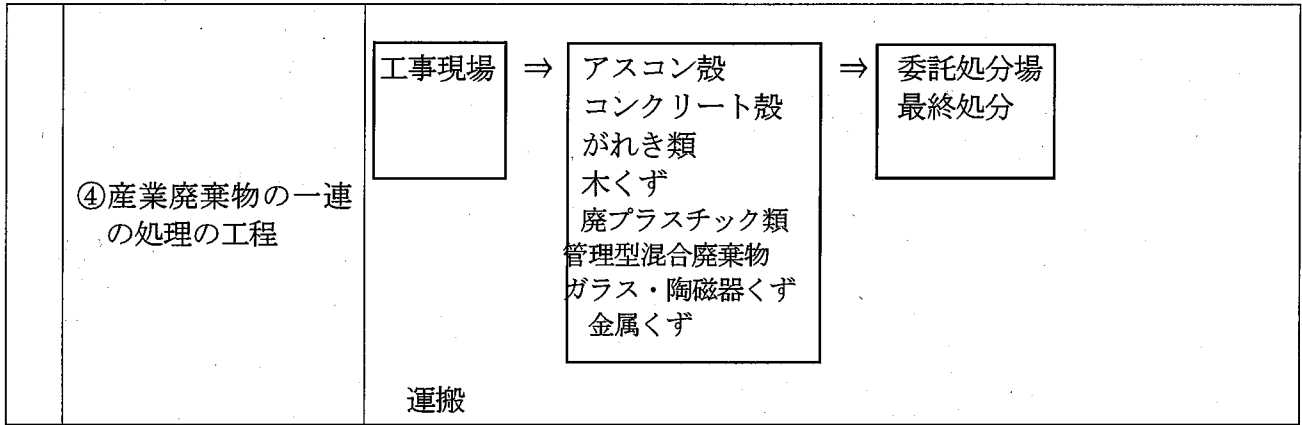 ④産業廃棄物の一連
の処理の工程
工事現場 ⇒
アスコン殻
コンクリート殻
がれき類
木くず
廃プラスチック類
管理型混合廃棄物
ガラス・陶磁器くず
金属くず
⇒ 委託処分場
最終処分
運搬